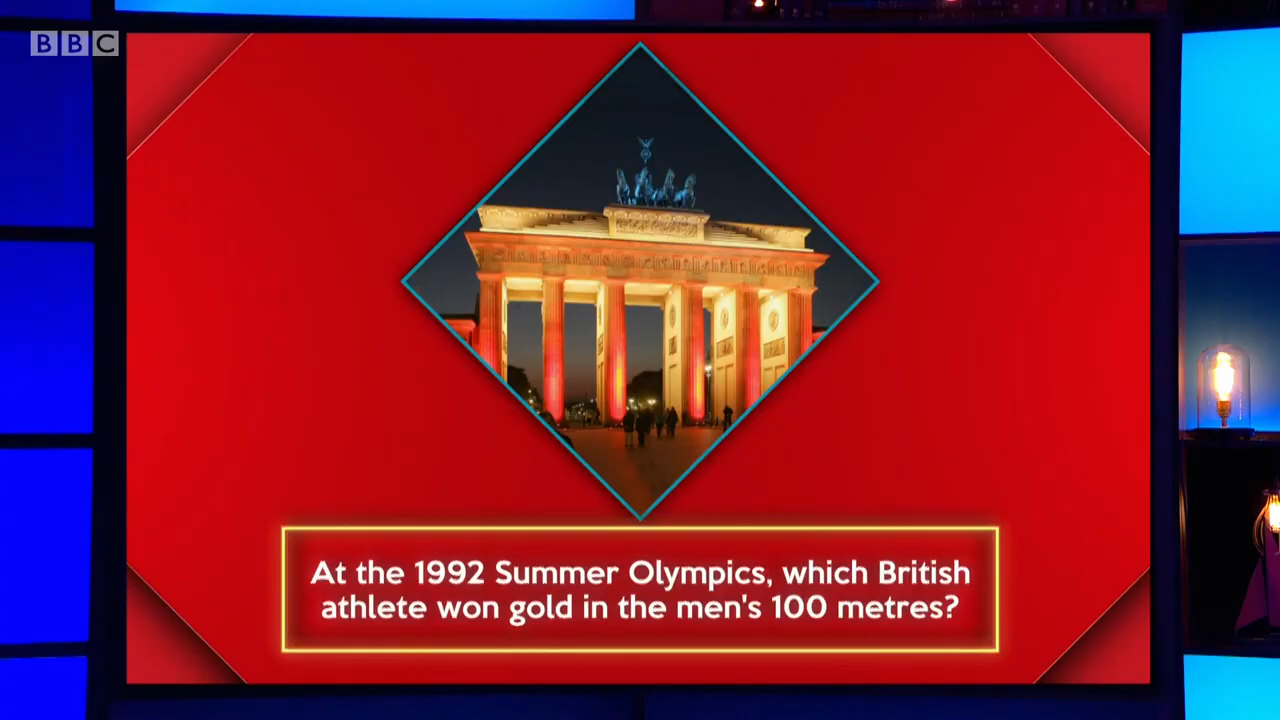 BBC
At the 1992 Summer Olympics, which British
athlete won gold in the men's 100 metres?